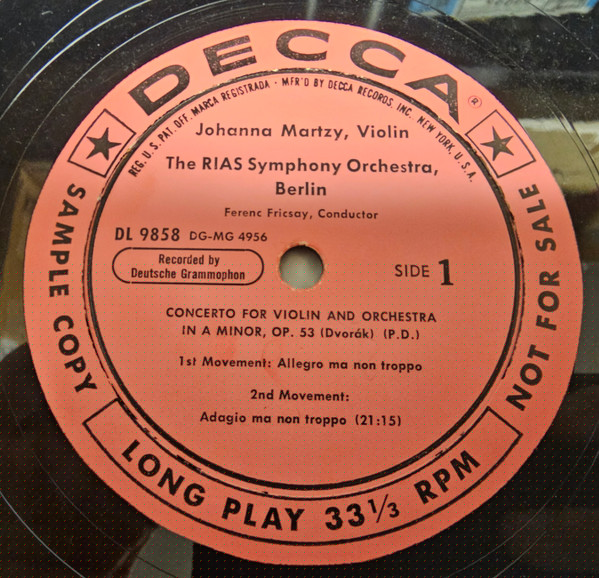 DECCA®
REG. U.S. PAT. OFF. MARCA REGISTRADA - MFR'D BY DECCA RECORDS, INC. NEW YORK, U.S.A.
Johanna Martzy, Violin
The RIAS Symphony Orchestra,
Berlin
Ferenc Fricsay, Conductor
DL 9858 DG-MG 4956
Recorded by
Deutsche Grammophon
SIDE 1
CONCERTO FOR VIOLIN AND ORCHESTRA
IN A MINOR, OP. 53 (Dvorák) (P.D.)
1st Movement: Allegro ma non troppo
2nd Movement:
Adagio ma non troppo (21:15)
SAMPLE COPY
NOT FOR SALE
LONG PLAY 33⅓ RPM